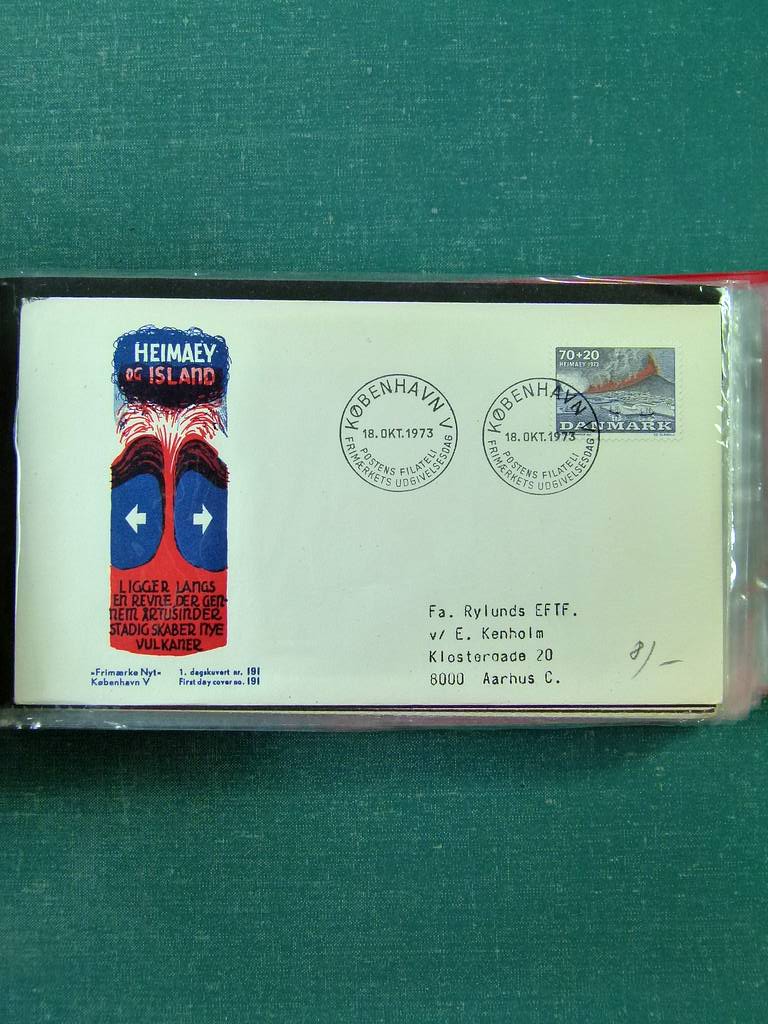 HEIMAEY
OG ISLAND
LIGGER LANGS
EN REVNE DER GEN-
NEM ÅRTUSINDER
STADIG SKABER NYE
VULKANER
»Frimærke Nyt«
København V
1. dagskuvert nr. 191
First day cover no. 191
KØBENHAVN V
18. OKT. 1973
POSTENS FILATELI
FRIMÆRKETS UDGIVELSESDAG
KØBENHAVN V
18. OKT. 1973
POSTENS FILATELI
FRIMÆRKETS UDGIVELSESDAG
70+20
HEIMAEY 1973
DANMARK
Fa. Rylunds EFTF.
v/ E. Kenholm
Klostergade 20
8000 Aarhus C.
8/-